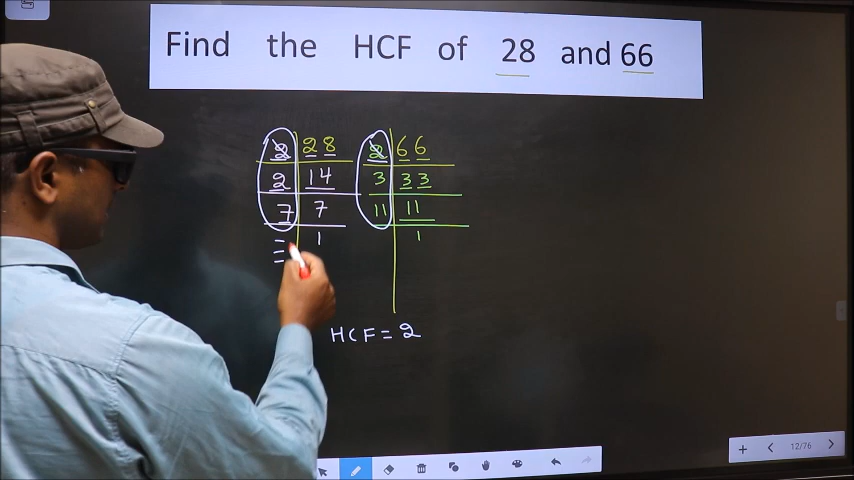 Find the HCF of 28 and 66
2 28 2 66
2 14 3 33
7 7 11 11
1 1
HCF = 2
12/76